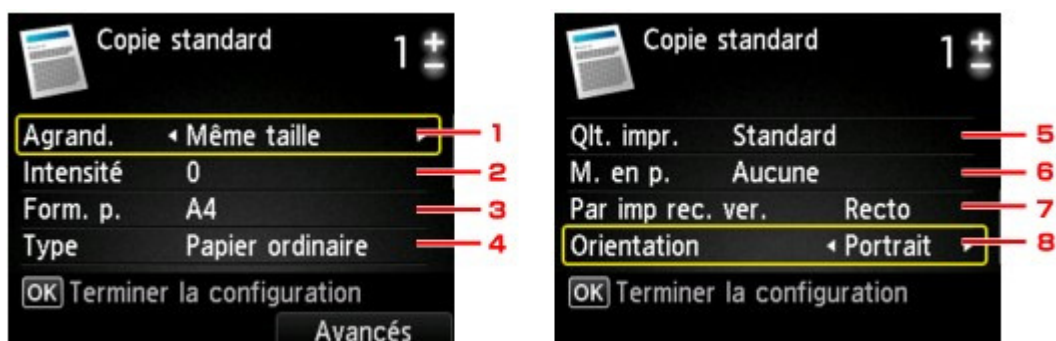 Copie standard 1
Agrand. Même taille 1
Intensité 0 2
Form. p. A4 3
Type Papier ordinaire 4
OK Terminer la configuration
Avancés
Copie standard 1
Qlt. impr. Standard 5
M. en p. Aucune 6
Par imp rec. ver. Recto 7
Orientation Portrait 8
OK Terminer la configuration